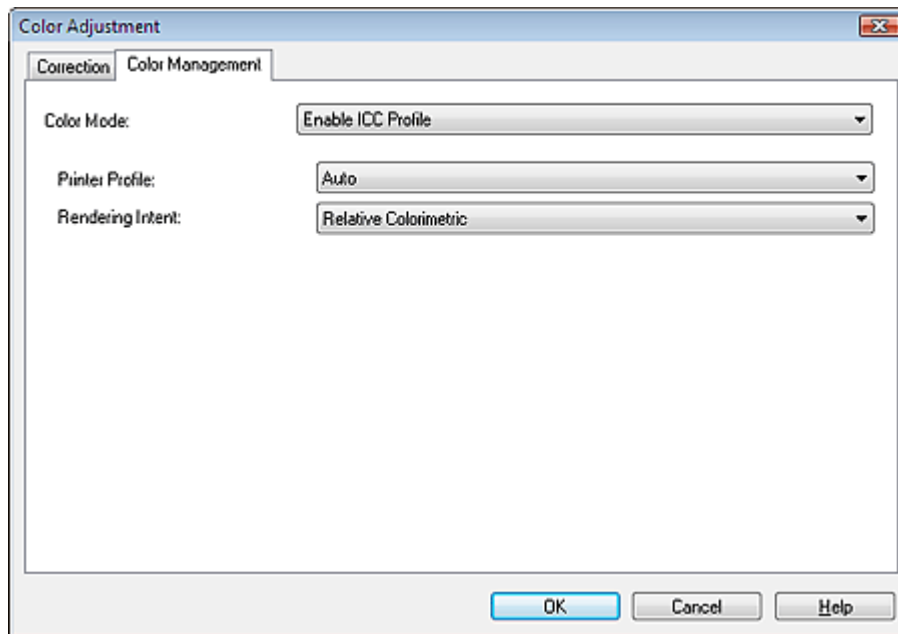 Color Adjustment
Correction Color Management
Color Mode: Enable ICC Profile
Printer Profile: Auto
Rendering Intent: Relative Colorimetric
OK Cancel Help